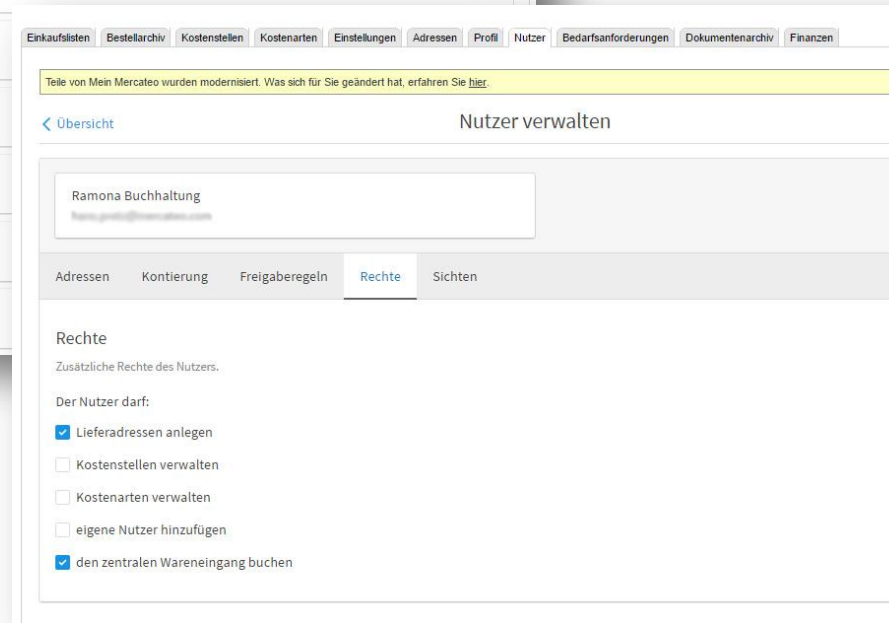 Einkaufslisten Bestellarchiv Kostenstellen Kostenarten Einstellungen Adressen Profil Nutzer Bedarfsanforderungen Dokumentenarchiv Finanzen
Teile von Mein Mercateo wurden modernisiert. Was sich für Sie geändert hat, erfahren Sie hier.
Übersicht
Nutzer verwalten
Ramona Buchhaltung
Adressen Kontierung Freigaberegeln Rechte Sichten
Rechte
Zusätzliche Rechte des Nutzers.
Der Nutzer darf:
Lieferadressen anlegen
Kostenstellen verwalten
Kostenarten verwalten
eigene Nutzer hinzufügen
den zentralen Wareneingang buchen